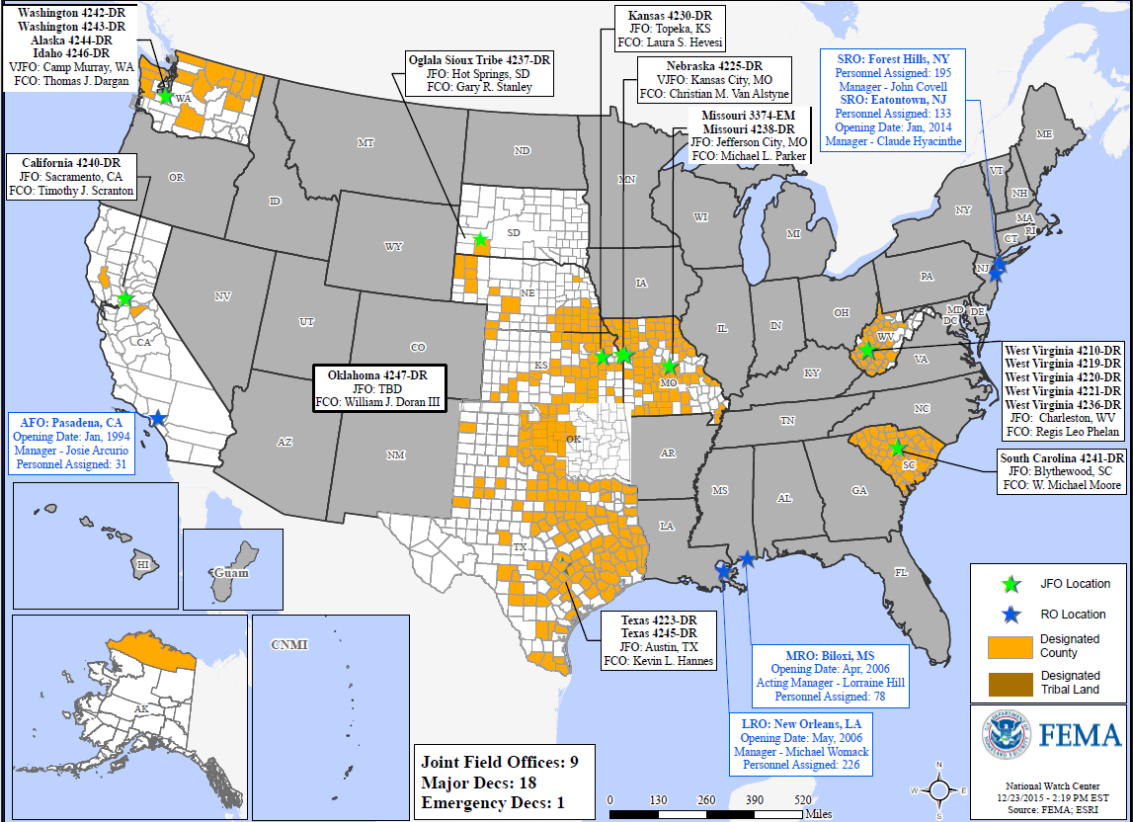 Washington 4242-DR
Washington 4243-DR
Alaska 4244-DR
Idaho 4246-DR
VJFO: Camp Murray, WA
FCO: Thomas J. Dargan
Oglala Sioux Tribe 4237-DR
JFO: Hot Springs, SD
FCO: Gary R. Stanley
Kansas 4230-DR
JFO: Topeka, KS
FCO: Laura S. Hevesi
Nebraska 4225-DR
VJFO: Kansas City, MO
FCO: Christian M. Van Alstyne
Missouri 3374-EM
Missouri 4238-DR
JFO: Jefferson City, MO
FCO: Michael L. Parker
SRO: Forest Hills, NY
Personnel Assigned: 195
Manager - John Covell
SRO: Eatontown, NJ
Personnel Assigned: 133
Opening Date: Jan, 2014
Manager - Claude Hyacinthe
California 4240-DR
JFO: Sacramento, CA
FCO: Timothy J. Scranton
WA
MT
ND
MN
ME
OR
ID
SD
WI
VT
NH
NY
MA
RI
CT
MI
WY
NE
IA
PA
NJ
NV
UT
CO
IL
IN
OH
MD
DE
DC
WV
VA
CA
KS
MO
KY
Oklahoma 4247-DR
JFO: TBD
FCO: William J. Doran III
West Virginia 4210-DR
West Virginia 4219-DR
West Virginia 4220-DR
West Virginia 4221-DR
West Virginia 4236-DR
JFO: Charleston, WV
FCO: Regis Leo Phelan
AFO: Pasadena, CA
Opening Date: Jan, 1994
Manager - Josie Arcurio
Personnel Assigned: 31
AZ
NM
OK
AR
TN
NC
SC
MS
AL
GA
LA
TX
FL
South Carolina 4241-DR
JFO: Blythewood, SC
FCO: W. Michael Moore
HI
Guam
AK
CNMI
Texas 4223-DR
Texas 4245-DR
JFO: Austin, TX
FCO: Kevin L. Hannes
MRO: Biloxi, MS
Opening Date: Apr, 2006
Acting Manager - Lorraine Hill
Personnel Assigned: 78
LRO: New Orleans, LA
Opening Date: May, 2006
Manager - Michael Womack
Personnel Assigned: 226
JFO Location
RO Location
Designated
County
Designated
Tribal Land
FEMA
Joint Field Offices: 9
Major Decs: 18
Emergency Decs: 1
0 130 260 390 520
Miles
N
W E
S
National Watch Center
12/23/2015 - 2:19 PM EST
Source: FEMA; ESRI